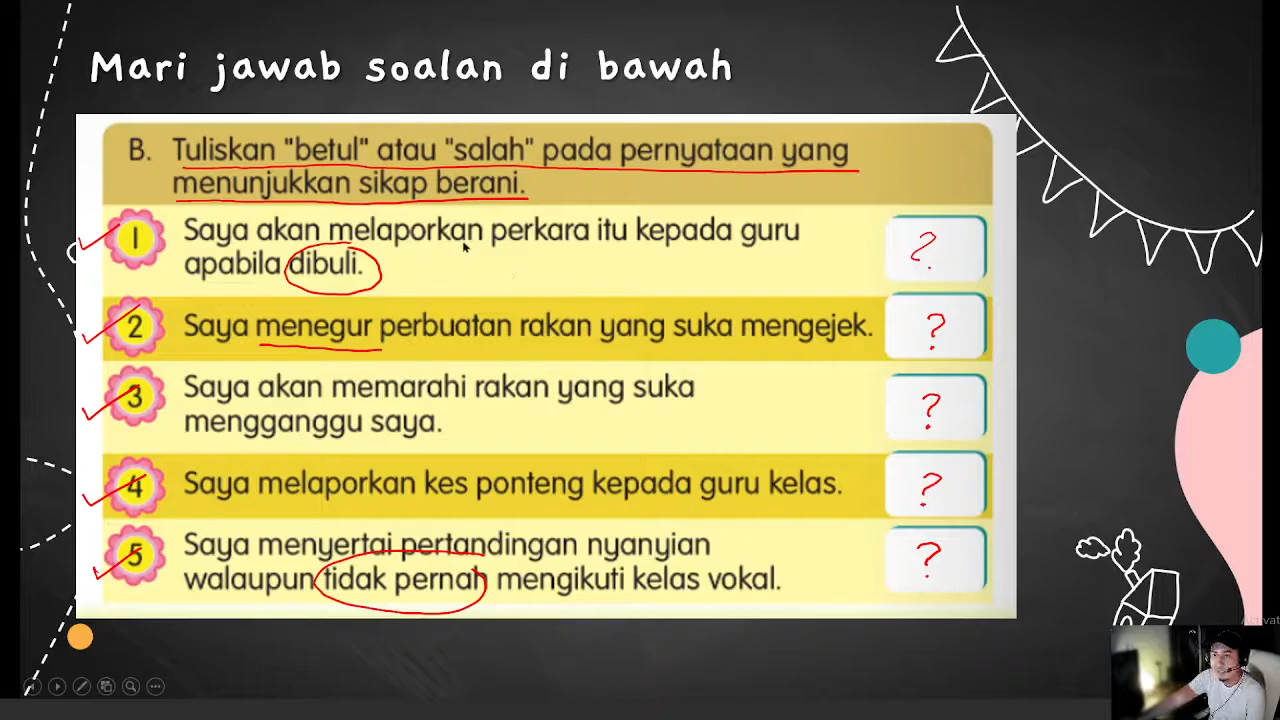 Mari jawab soalan di bawah
B. Tuliskan "betul" atau "salah" pada pernyataan yang
menunjukkan sikap berani.
1 Saya akan melaporkan perkara itu kepada guru
apabila dibuli. ?
2 Saya menegur perbuatan rakan yang suka mengejek. ?
3 Saya akan memarahi rakan yang suka
mengganggu saya. ?
4 Saya melaporkan kes ponteng kepada guru kelas. ?
5 Saya menyertai pertandingan nyanyian
walaupun tidak pernah mengikuti kelas vokal. ?